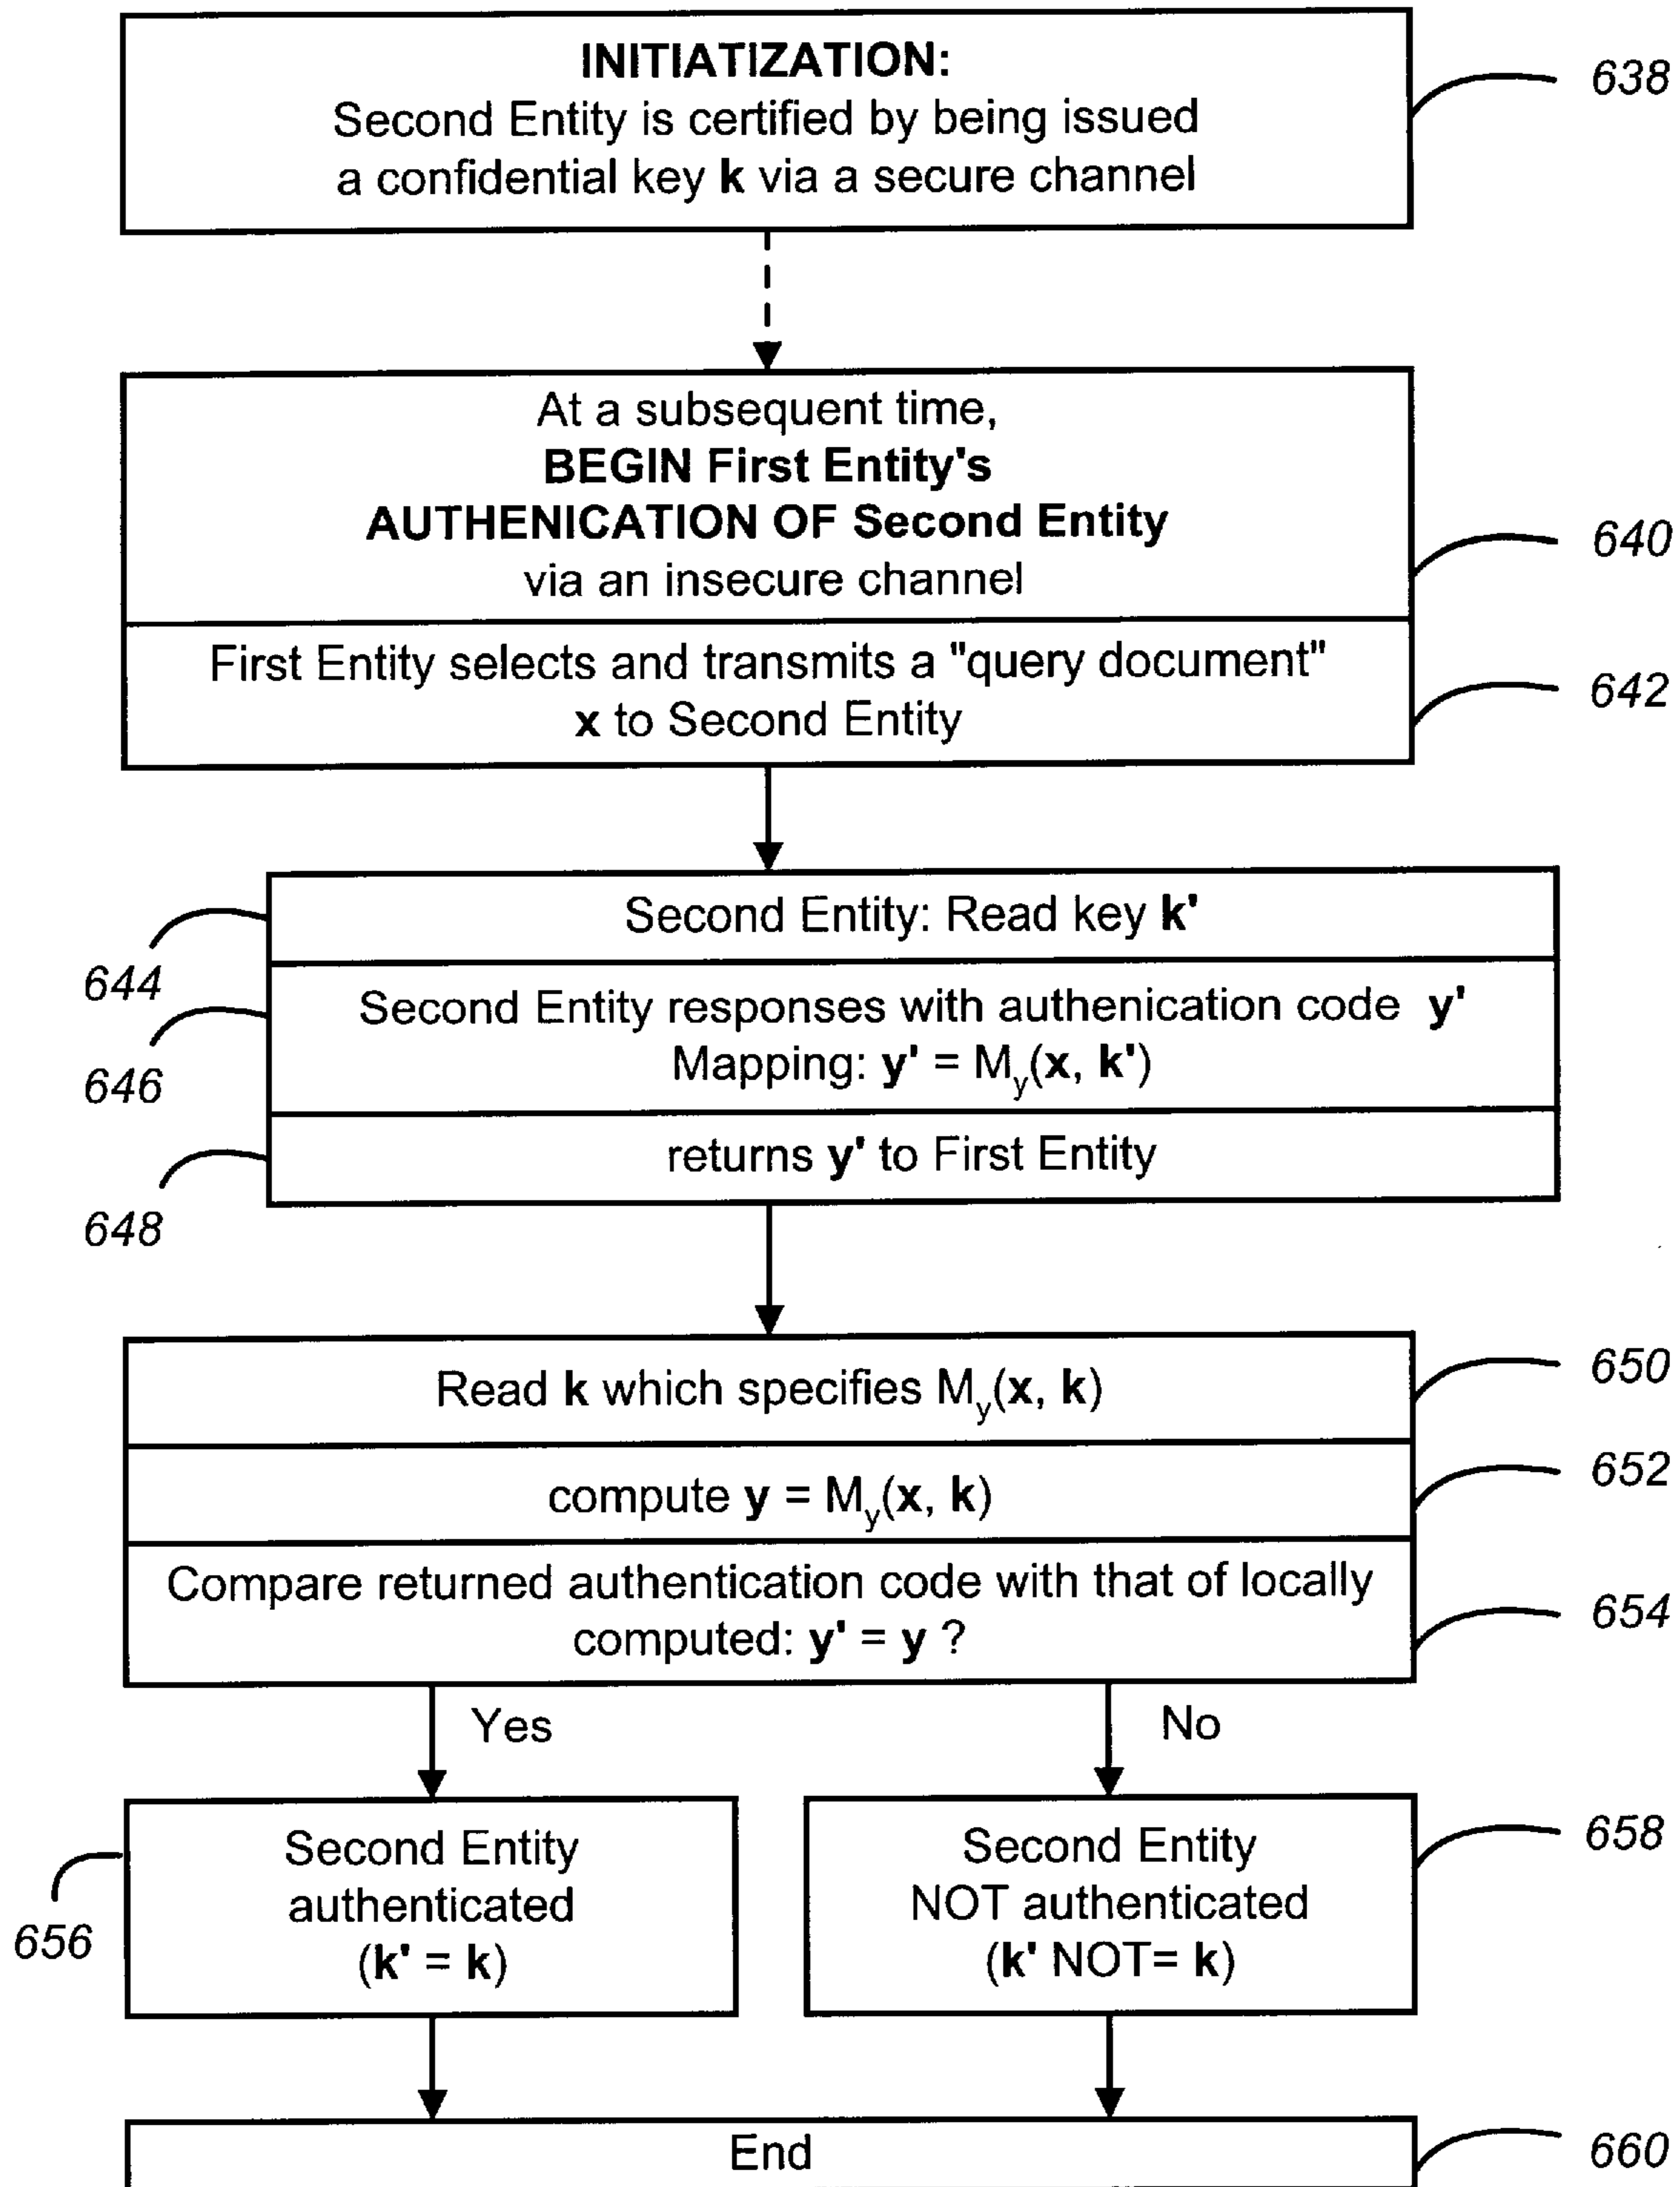 INITIATIZATION:
Second Entity is certified by being issued
a confidential key k via a secure channel
638
At a subsequent time,
BEGIN First Entity's
AUTHENICATION OF Second Entity
via an insecure channel
640
First Entity selects and transmits a "query document"
x to Second Entity
642
Second Entity: Read key k'
644
Second Entity responses with authenication code y'
Mapping: y' = My(x, k')
646
returns y' to First Entity
648
Read k which specifies My(x, k)
650
compute y = My(x, k)
652
Compare returned authentication code with that of locally
computed: y' = y ?
654
Yes
No
Second Entity
authenticated
(k' = k)
656
Second Entity
NOT authenticated
(k' NOT= k)
658
End
660